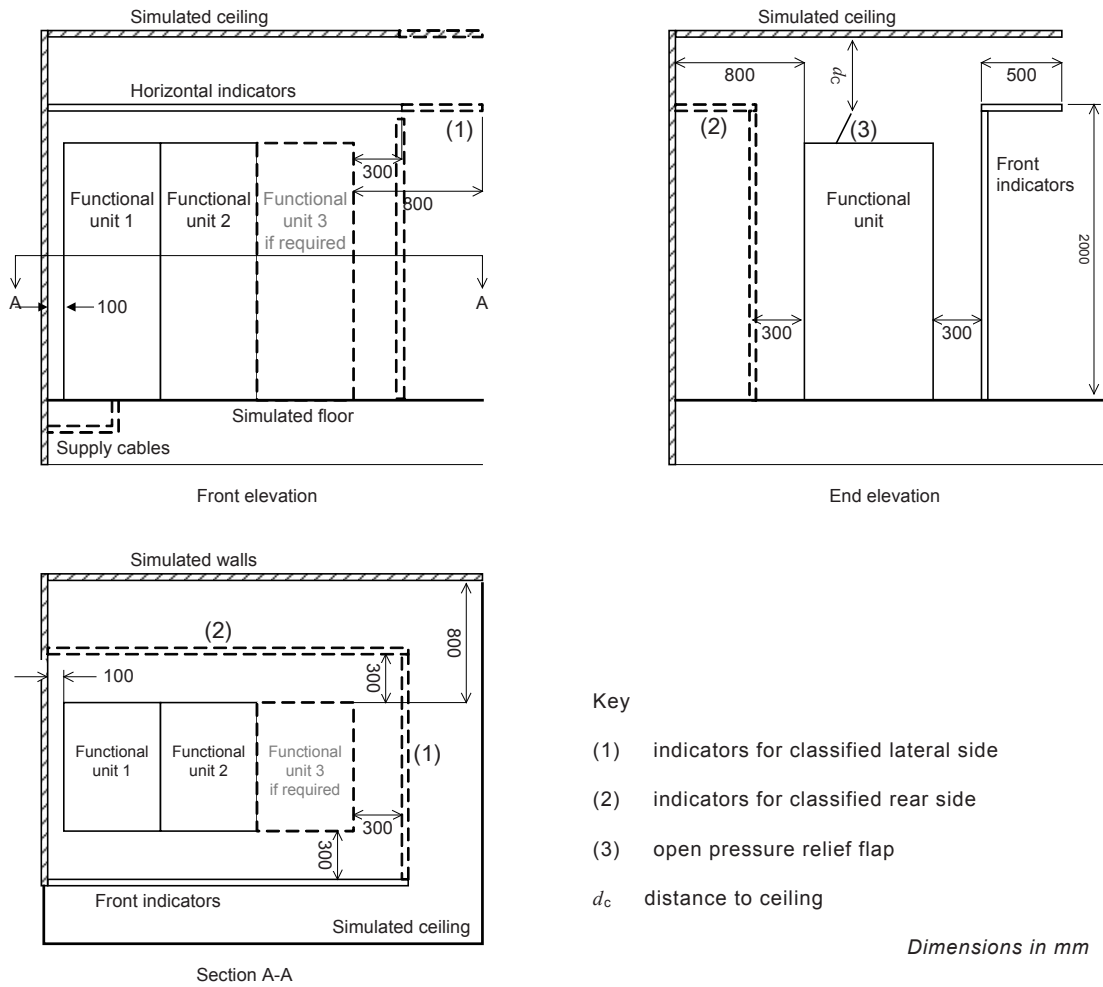 Simulated ceiling
Horizontal indicators
(1)
300
800
Functional
unit 1
Functional
unit 2
Functional
unit 3
if required
A
A
100
Simulated floor
Supply cables
Front elevation
Simulated ceiling
800
dc
500
(2)
(3)
Front
indicators
Functional
unit
2000
300
300
End elevation
Simulated walls
(2)
800
100
300
Functional
unit 1
Functional
unit 2
Functional
unit 3
if required
(1)
300
300
Front indicators
Simulated ceiling
Section A-A
Key
(1) indicators for classified lateral side
(2) indicators for classified rear side
(3) open pressure relief flap
dc distance to ceiling
Dimensions in mm